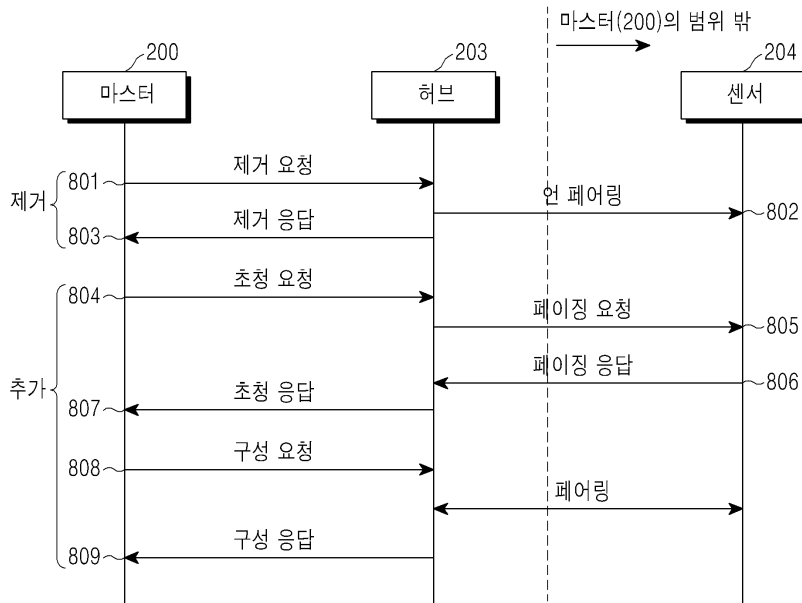 마스터(200)의 범위 밖
200
203
204
마스터
허브
센서
제거
801
제거 요청
언 페어링
802
제거 응답
803
추가
804
초청 요청
페이징 요청
805
페이징 응답
806
초청 응답
807
구성 요청
808
페어링
구성 응답
809